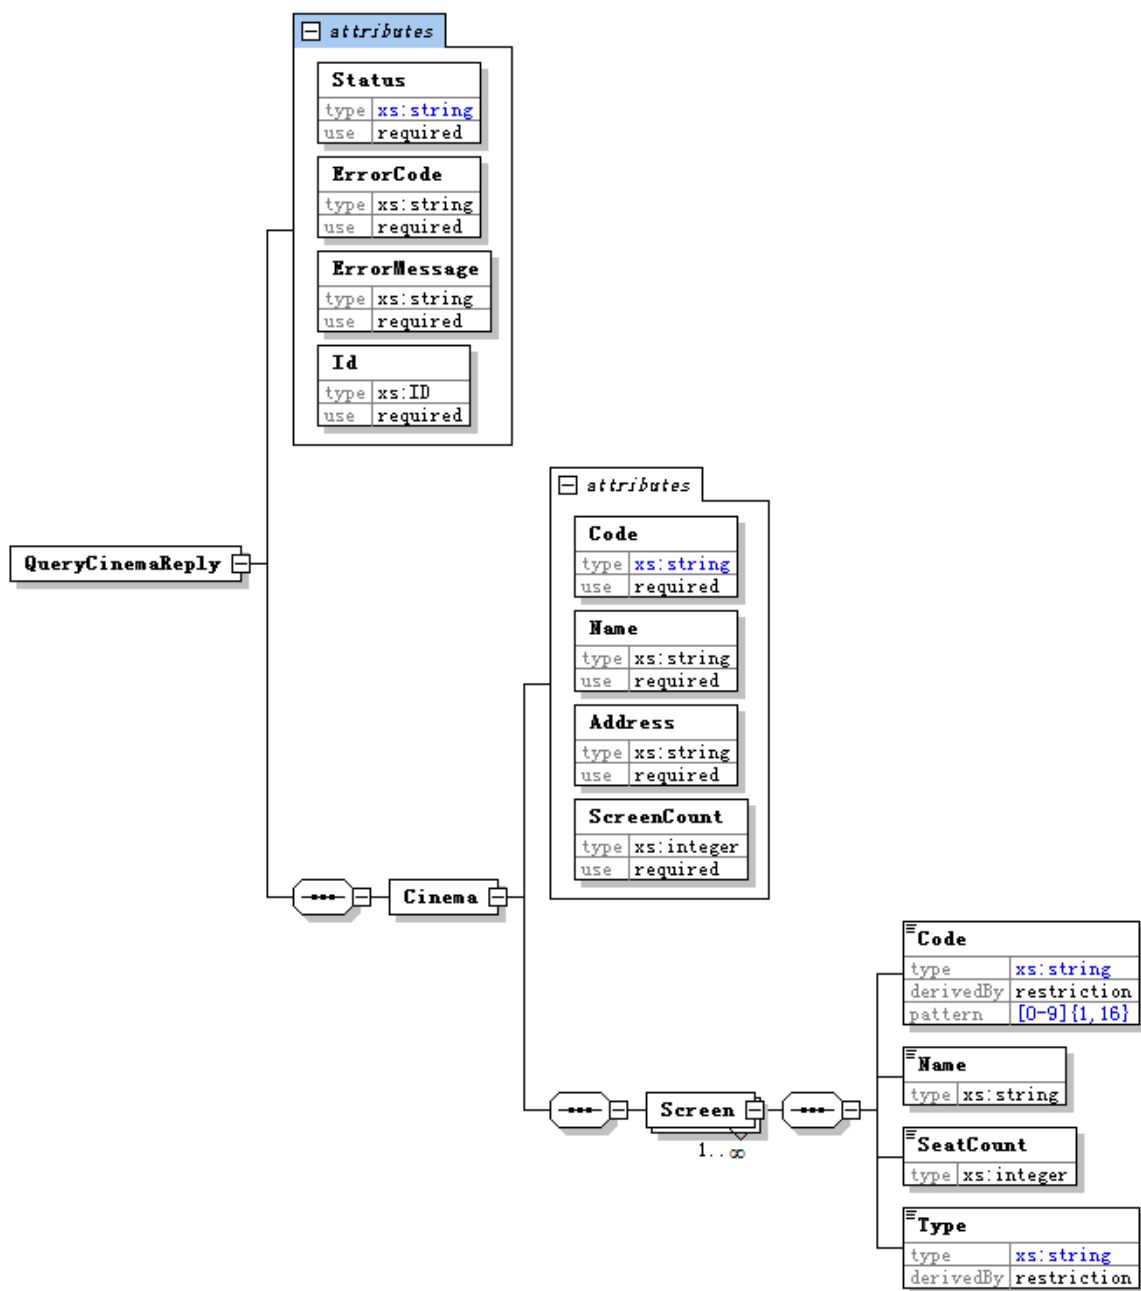 attributes
Status
type xs:string
use required
ErrorCode
type xs:string
use required
ErrorMessage
type xs:string
use required
Id
type xs:ID
use required
QueryCinemaReply
attributes
Code
type xs:string
use required
Name
type xs:string
use required
Address
type xs:string
use required
ScreenCount
type xs:integer
use required
Cinema
Code
type xs:string
derivedBy restriction
pattern [0-9]{1,16}
Name
type xs:string
Screen
1..∞
SeatCount
type xs:integer
Type
type xs:string
derivedBy restriction